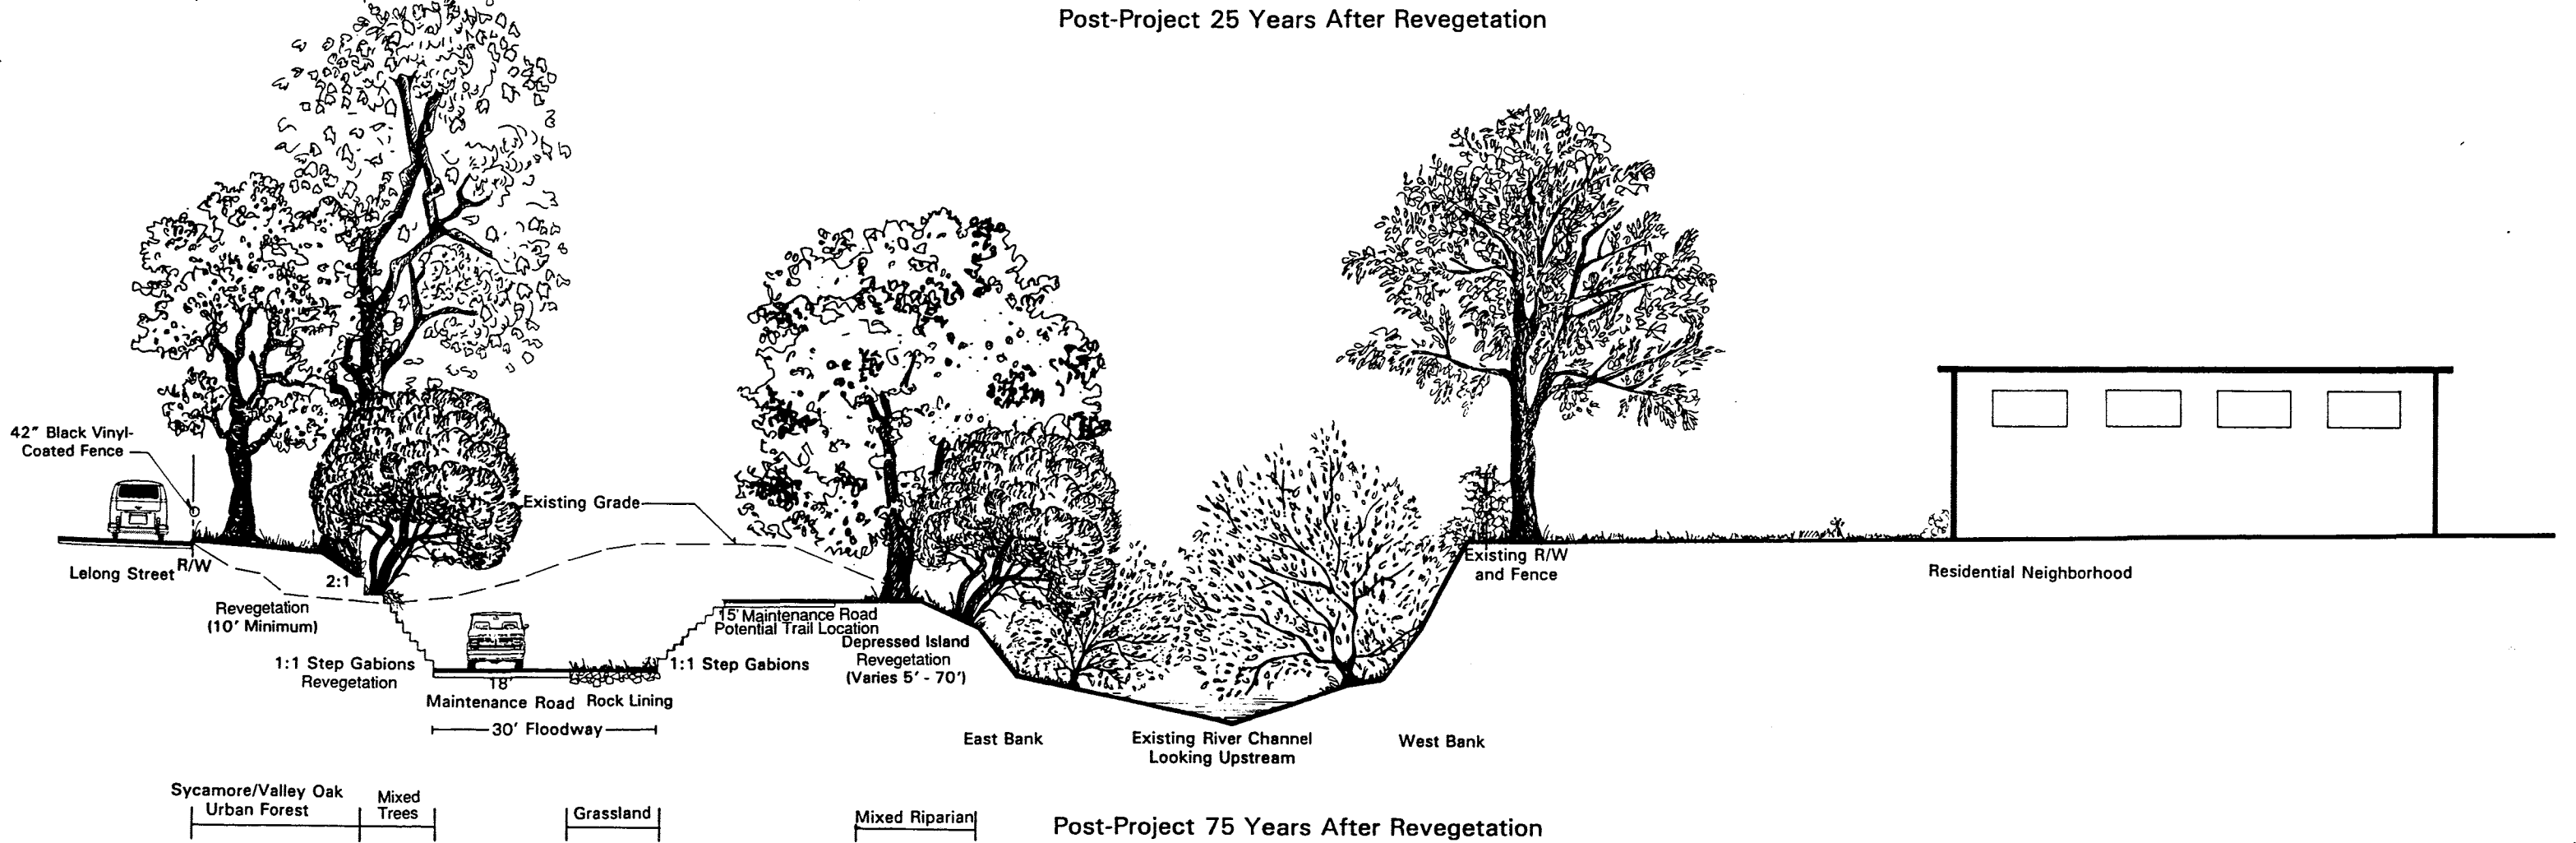 Post-Project 25 Years After Revegetation
42" Black Vinyl-
Coated Fence
Existing Grade
Lelong Street
R/W
2:1
Revegetation
(10' Minimum)
1:1 Step Gabions
Revegetation
18'
Maintenance Road
Rock Lining
30' Floodway
1:1 Step Gabions
15' Maintenance Road
Potential Trail Location
Depressed Island
Revegetation
(Varies 5' - 70')
East Bank
Existing River Channel
Looking Upstream
West Bank
Existing R/W
and Fence
Residential Neighborhood
Sycamore/Valley Oak
Urban Forest
Mixed
Trees
Grassland
Mixed Riparian
Post-Project 75 Years After Revegetation